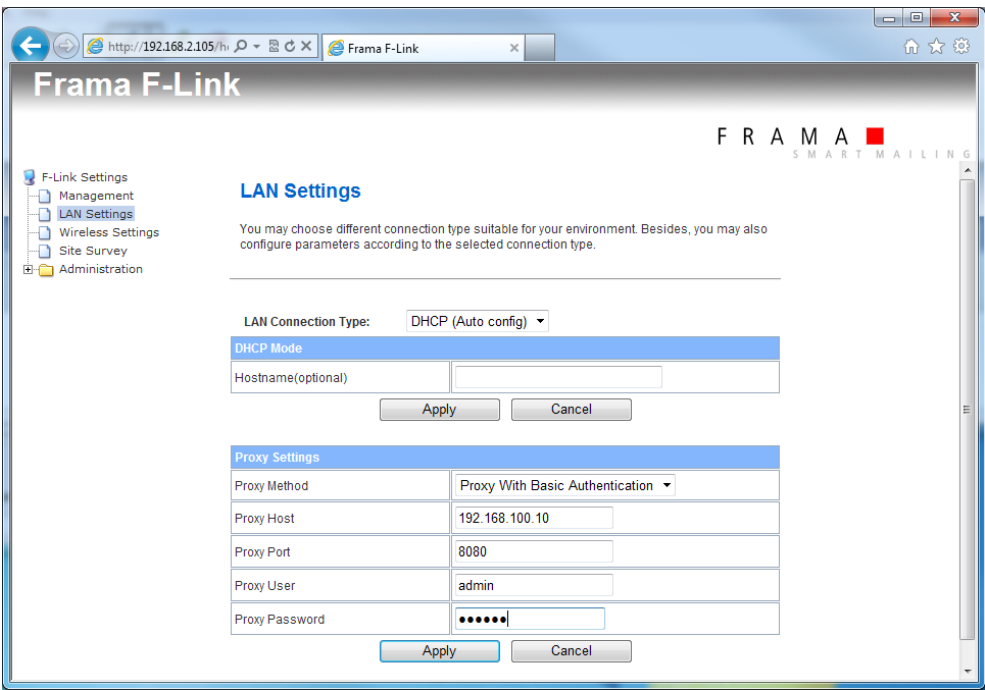 http://192.168.2.105/h
Frama F-Link
Frama F-Link
FRAMA
SMART MAILING
F-Link Settings
Management
LAN Settings
Wireless Settings
Site Survey
Administration
LAN Settings
You may choose different connection type suitable for your environment. Besides, you may also
configure parameters according to the selected connection type.
LAN Connection Type: DHCP (Auto config)
DHCP Mode
Hostname(optional)
Apply Cancel
Proxy Settings
Proxy Method Proxy With Basic Authentication
Proxy Host 192.168.100.10
Proxy Port 8080
Proxy User admin
Proxy Password ••••••
Apply Cancel